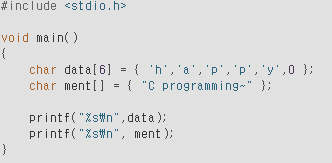 #include <stdio.h>
void main()
{
char data[6] = { 'h','a','p','p','y',0 };
char ment[] = { "C programming~" };
printf("%s₩n",data);
printf("%s₩n", ment);
}